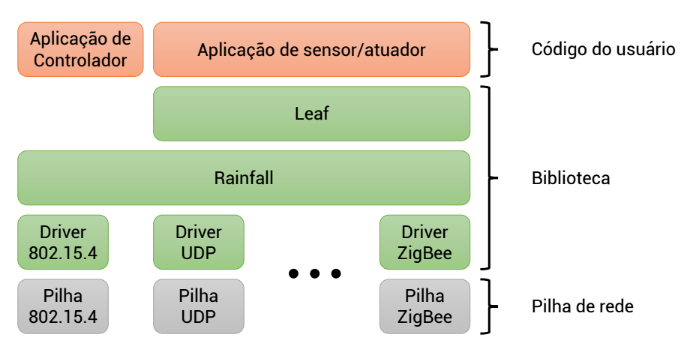 Aplicação de
Controlador
Aplicação de sensor/atuador
Código do usuário
Leaf
Rainfall
Biblioteca
Driver
802.15.4
Driver
UDP
Driver
ZigBee
Pilha
802.15.4
Pilha
UDP
Pilha
ZigBee
Pilha de rede